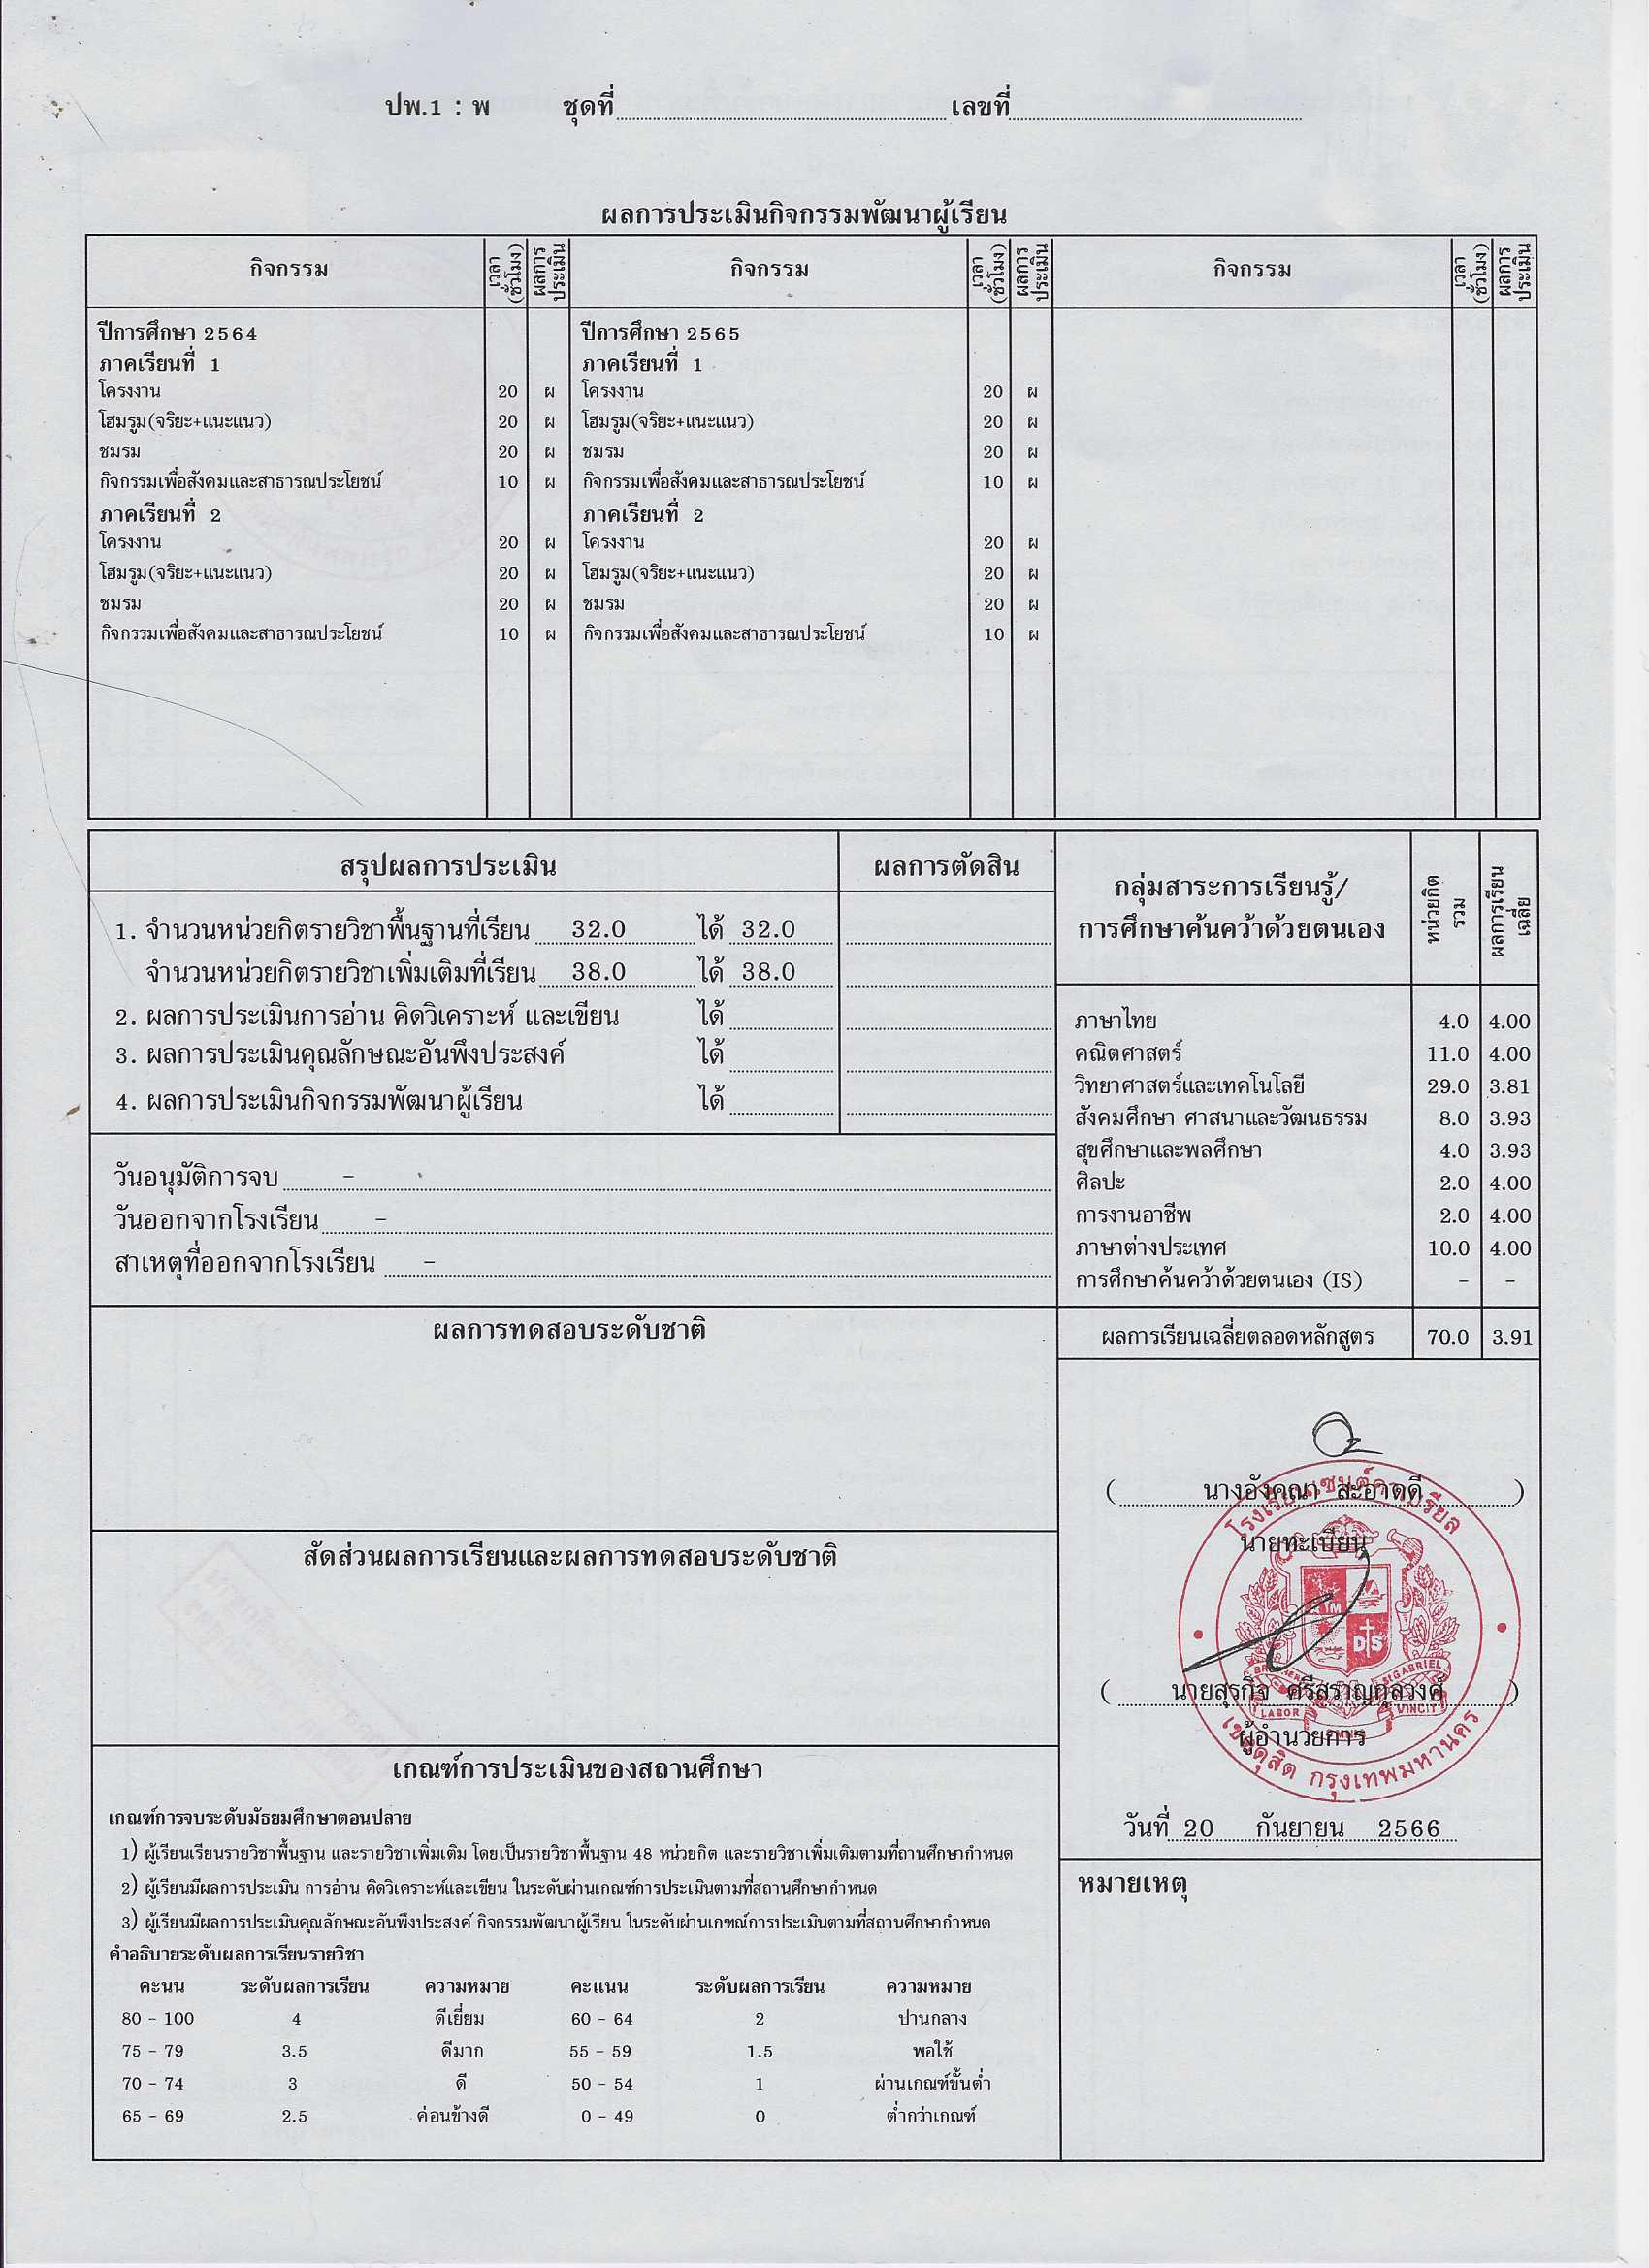 ปพ.1 : พ ชุดที่ เลขที่
ผลการประเมินกิจกรรมพัฒนาผู้เรียน
กิจกรรม เวลา (ชั่วโมง) ผลการประเมิน กิจกรรม เวลา (ชั่วโมง) ผลการประเมิน กิจกรรม เวลา (ชั่วโมง) ผลการประเมิน
ปีการศึกษา 2564 ปีการศึกษา 2565
ภาคเรียนที่ 1 ภาคเรียนที่ 1
โครงงาน 20 ผ โครงงาน 20 ผ
โฮมรูม(จริยะ+แนะแนว) 20 ผ โฮมรูม(จริยะ+แนะแนว) 20 ผ
ชมรม 20 ผ ชมรม 20 ผ
กิจกรรมเพื่อสังคมและสาธารณประโยชน์ 10 ผ กิจกรรมเพื่อสังคมและสาธารณประโยชน์ 10 ผ
ภาคเรียนที่ 2 ภาคเรียนที่ 2
โครงงาน 20 ผ โครงงาน 20 ผ
โฮมรูม(จริยะ+แนะแนว) 20 ผ โฮมรูม(จริยะ+แนะแนว) 20 ผ
ชมรม 20 ผ ชมรม 20 ผ
กิจกรรมเพื่อสังคมและสาธารณประโยชน์ 10 ผ กิจกรรมเพื่อสังคมและสาธารณประโยชน์ 10 ผ
สรุปผลการประเมิน ผลการตัดสิน
1. จำนวนหน่วยกิตรายวิชาพื้นฐานที่เรียน 32.0 ได้ 32.0
จำนวนหน่วยกิตรายวิชาเพิ่มเติมที่เรียน 38.0 ได้ 38.0
2. ผลการประเมินการอ่าน คิดวิเคราะห์ และเขียน ได้
3. ผลการประเมินคุณลักษณะอันพึงประสงค์ ได้
4. ผลการประเมินกิจกรรมพัฒนาผู้เรียน ได้
วันอนุมัติการจบ -
วันออกจากโรงเรียน -
สาเหตุที่ออกจากโรงเรียน -
กลุ่มสาระการเรียนรู้/ หน่วยกิตรวม ผลการเรียนเฉลี่ย
การศึกษาค้นคว้าด้วยตนเอง
ภาษาไทย 4.0 4.00
คณิตศาสตร์ 11.0 4.00
วิทยาศาสตร์และเทคโนโลยี 29.0 3.81
สังคมศึกษา ศาสนาและวัฒนธรรม 8.0 3.93
สุขศึกษาและพลศึกษา 4.0 3.93
ศิลปะ 2.0 4.00
การงานอาชีพ 2.0 4.00
ภาษาต่างประเทศ 10.0 4.00
การศึกษาค้นคว้าด้วยตนเอง (IS) - -
ผลการเรียนเฉลี่ยตลอดหลักสูตร 70.0 3.91
ผลการทดสอบระดับชาติ
สัดส่วนผลการเรียนและผลการทดสอบระดับชาติ
(นางอังคณา สะอาดดี)
นายทะเบียน
(นายสุรกิจ ศรีสราญกุลวงศ์)
ผู้อำนวยการ
โรงเรียนเซนต์คาเบรียล
ST GABRIEL
LABOR VINCIT
เขตดุสิต กรุงเทพมหานคร
วันที่ 20 กันยายน 2566
หมายเหตุ
เกณฑ์การประเมินของสถานศึกษา
เกณฑ์การจบระดับมัธยมศึกษาตอนปลาย
1) ผู้เรียนเรียนรายวิชาพื้นฐาน และรายวิชาเพิ่มเติม โดยเป็นรายวิชาพื้นฐาน 48 หน่วยกิต และรายวิชาเพิ่มเติมตามที่ถานศึกษากำหนด
2) ผู้เรียนมีผลการประเมิน การอ่าน คิดวิเคราะห์และเขียน ในระดับผ่านเกณฑ์การประเมินตามที่สถานศึกษากำหนด
3) ผู้เรียนมีผลการประเมินคุณลักษณะอันพึงประสงค์ กิจกรรมพัฒนาผู้เรียน ในระดับผ่านเกฑณ์การประเมินตามที่สถานศึกษากำหนด
คำอธิบายระดับผลการเรียนรายวิชา
คะนน ระดับผลการเรียน ความหมาย คะแนน ระดับผลการเรียน ความหมาย
80 - 100 4 ดีเยี่ยม 60 - 64 2 ปานกลาง
75 - 79 3.5 ดีมาก 55 - 59 1.5 พอใช้
70 - 74 3 ดี 50 - 54 1 ผ่านเกณฑ์ขั้นต่ำ
65 - 69 2.5 ค่อนข้างดี 0 - 49 0 ต่ำกว่าเกณฑ์